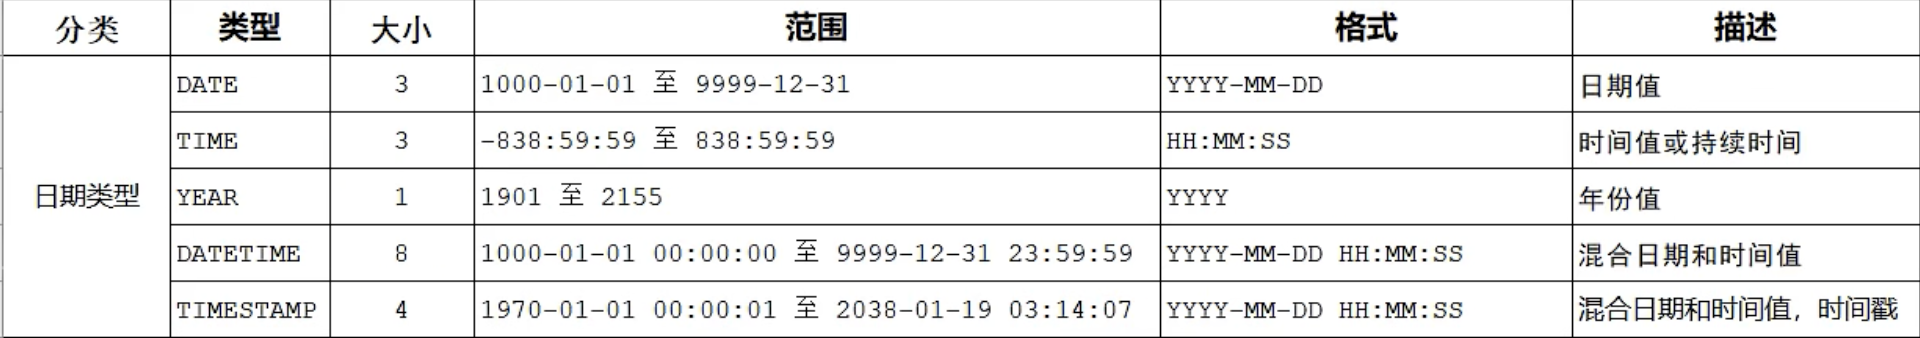 分类 类型 大小 范围 格式 描述
DATE 3 1000-01-01 至 9999-12-31 YYYY-MM-DD 日期值
TIME 3 -838:59:59 至 838:59:59 HH:MM:SS 时间值或持续时间
日期类型 YEAR 1 1901 至 2155 YYYY 年份值
DATETIME 8 1000-01-01 00:00:00 至 9999-12-31 23:59:59 YYYY-MM-DD HH:MM:SS 混合日期和时间值
TIMESTAMP 4 1970-01-01 00:00:01 至 2038-01-19 03:14:07 YYYY-MM-DD HH:MM:SS 混合日期和时间值，时间戳